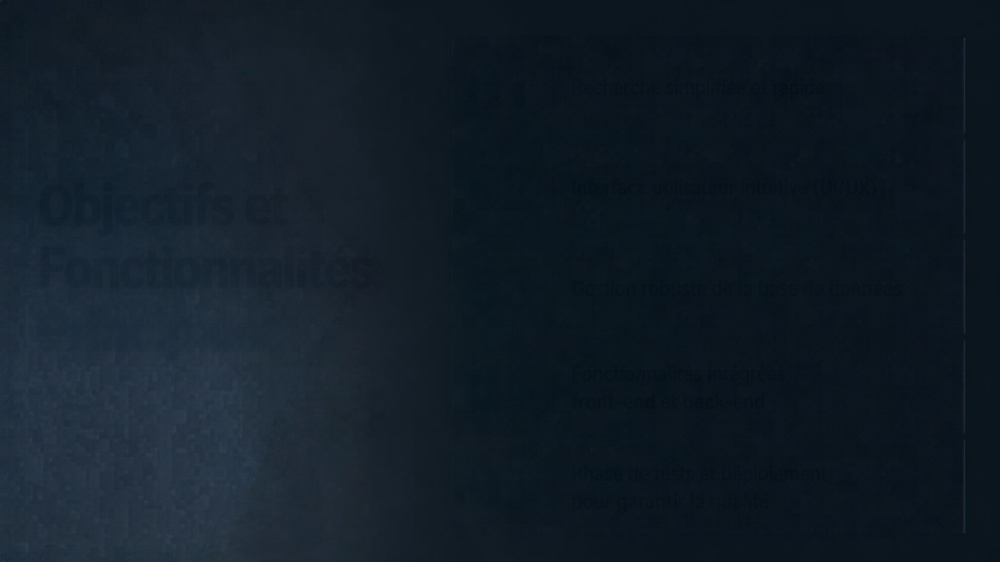 Objectifs et
Fonctionnalités
Recherche simplifiée et rapide
Interface utilisateur intuitive (UI/UX)
Gestion robuste de la base de données
Fonctionnalités intégrées
front-end et back-end
Phase de tests et déploiement
pour garantir la qualité